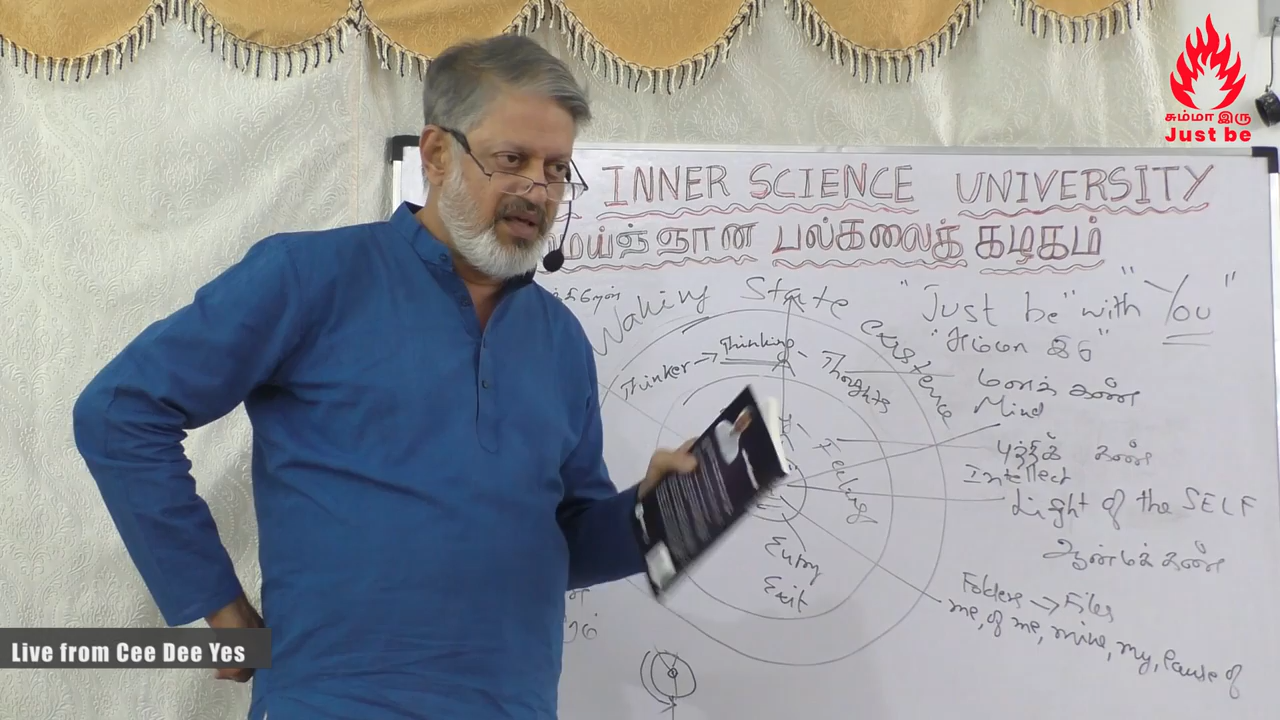 சும்மா இரு
Just be
INNER SCIENCE UNIVERSITY
மெய்ஞ்ஞான பல்கலைக் கழகம்
Waking State
existence
"Just be" with "You"
"சும்மா இரு"
Thinker → Thinking - Thoughts
மனக் கண்
Mind
Feeling
புத்திக் கண்
Intellect
Light of the SELF
ஆன்மக் கண்
Entry
Exit
Folders → Files
me, of me, mine, my, cause of
Live from Cee Dee Yes